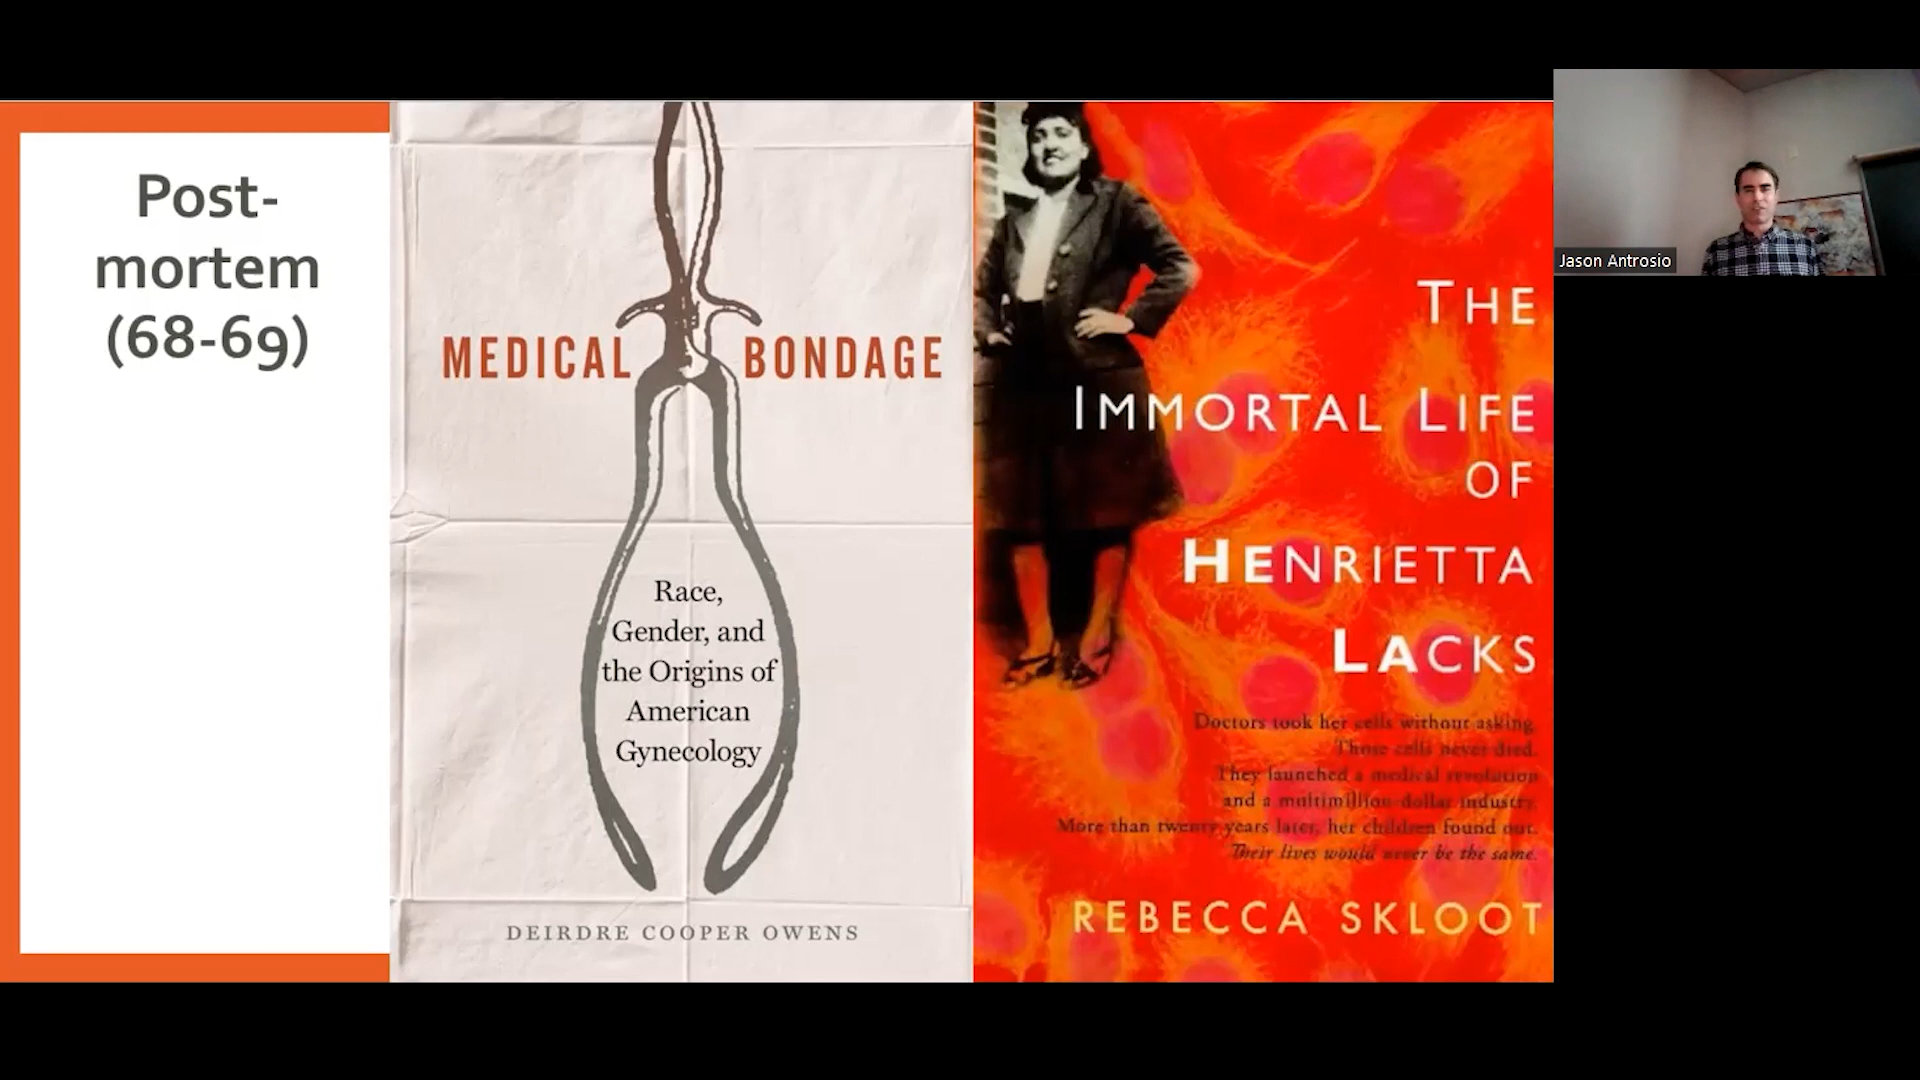 Post-
mortem
(68-69)
MEDICAL BONDAGE
Race,
Gender, and
the Origins of
American
Gynecology
DEIRDRE COOPER OWENS
THE
IMMORTAL LIFE
OF
HENRIETTA
LACKS
Doctors took her cells without asking.
Those cells never died.
They launched a medical revolution
and a multimillion-dollar industry.
More than twenty years later, her children found out.
Their lives would never be the same.
REBECCA SKLOOT
Jason Antrosio